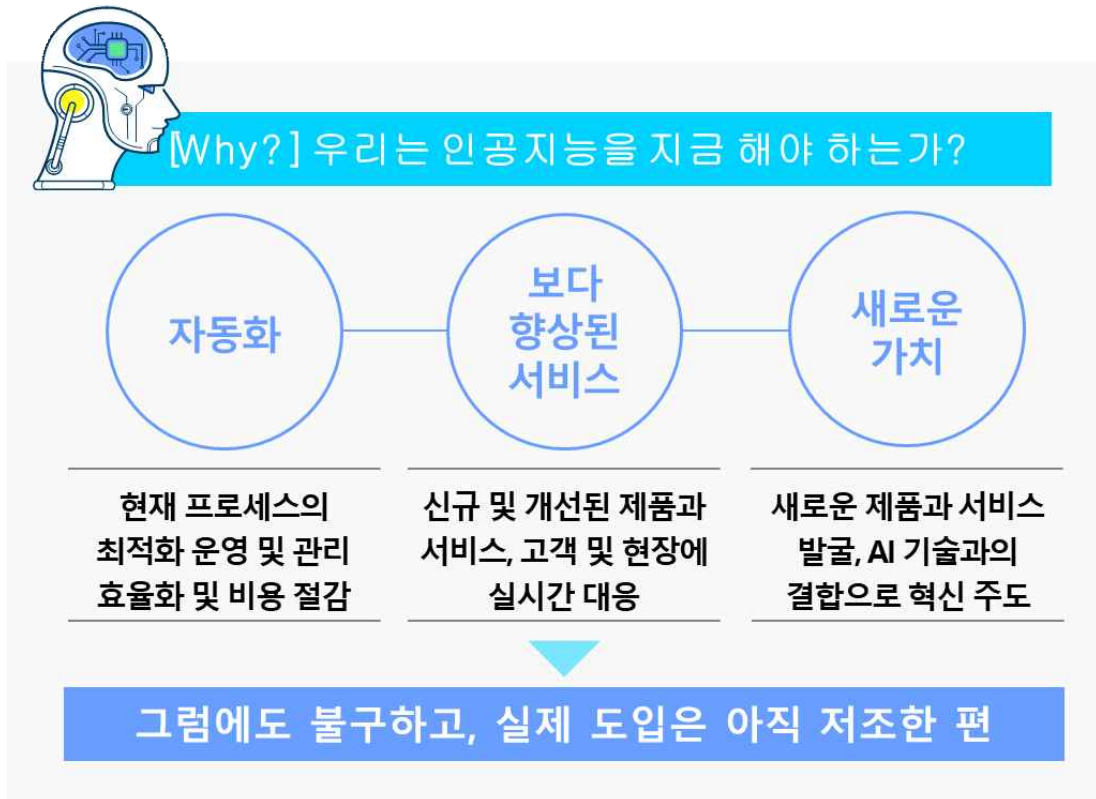 [Why?] 우리는 인공지능을 지금 해야 하는가?
자동화
보다
향상된
서비스
새로운
가치
현재 프로세스의
최적화 운영 및 관리
효율화 및 비용 절감
신규 및 개선된 제품과
서비스, 고객 및 현장에
실시간 대응
새로운 제품과 서비스
발굴, AI 기술과의
결합으로 혁신 주도
그럼에도 불구하고, 실제 도입은 아직 저조한 편